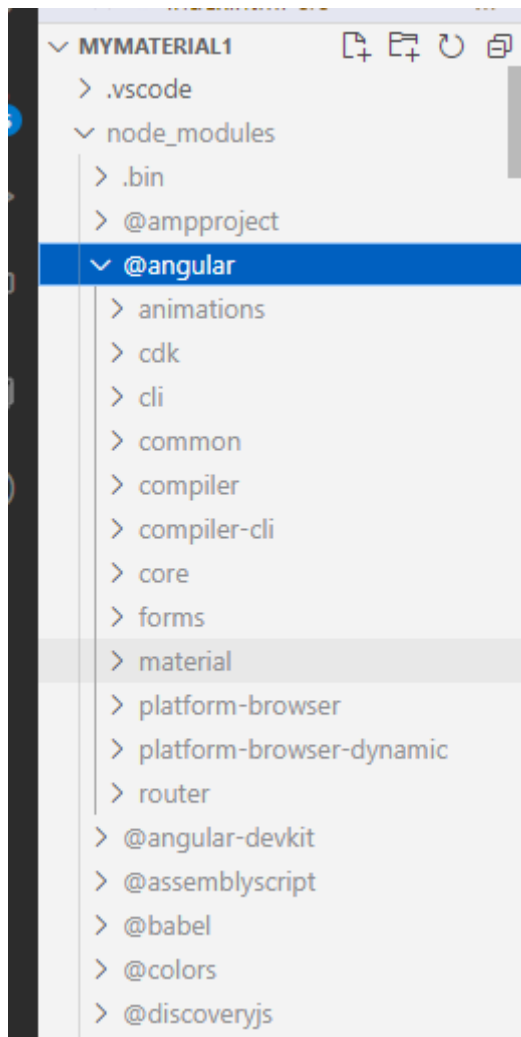 MYMATERIAL1
.vscode
node_modules
.bin
@ampproject
@angular
animations
cdk
cli
common
compiler
compiler-cli
core
forms
material
platform-browser
platform-browser-dynamic
router
@angular-devkit
@assemblyscript
@babel
@colors
@discoveryjs